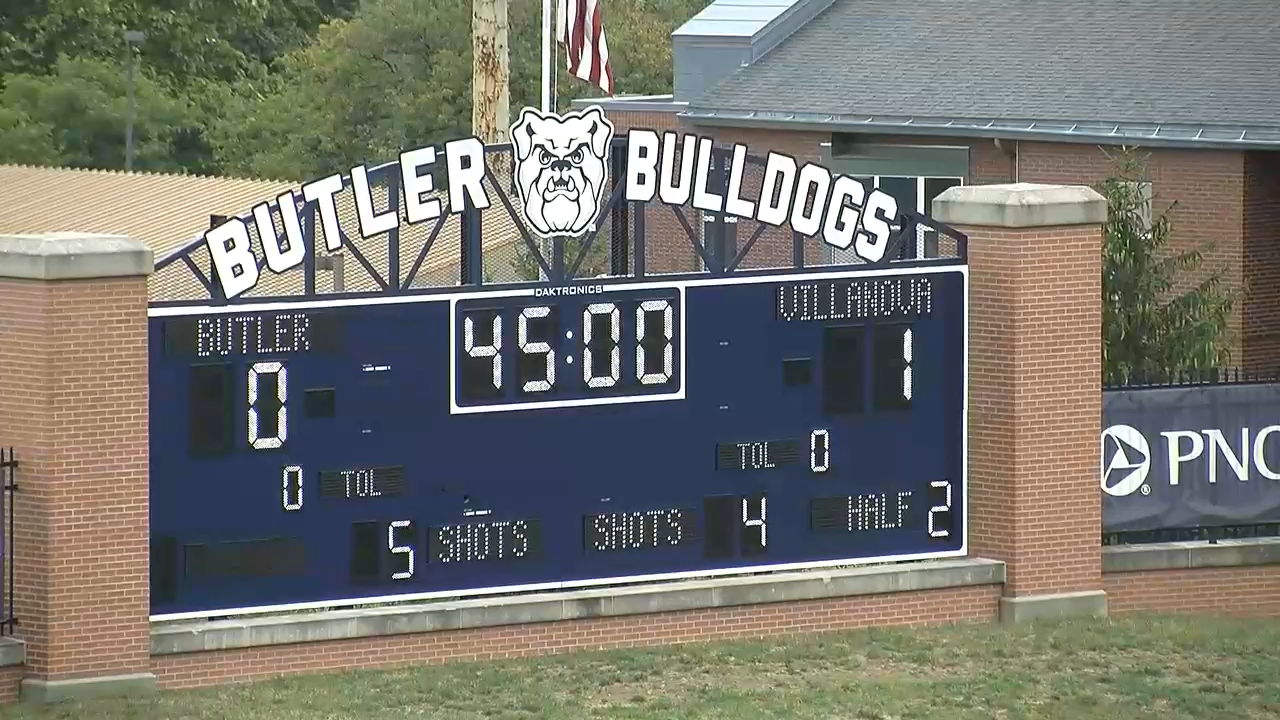 BUTLER BULLDOGS
DAKTRONICS
BUTLER 45:00 VILLANOVA
0 1
0 TOL TOL 0
5 SHOTS SHOTS 4 HALF 2
PNC